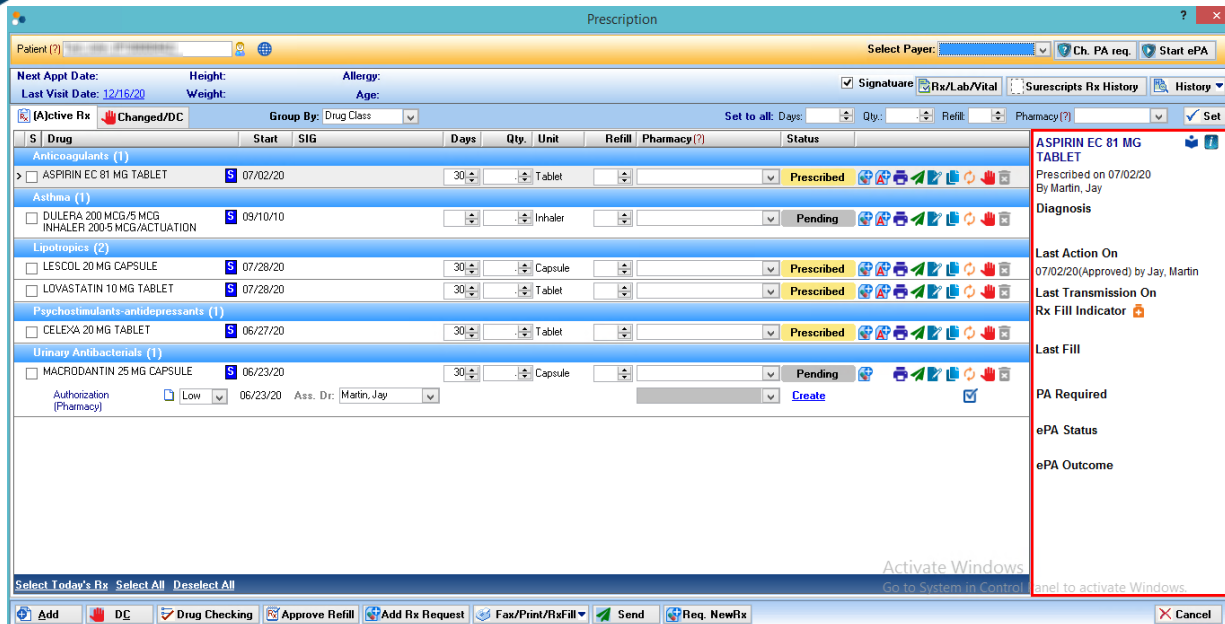 Prescription ?
Patient (?) Select Payer: Ch. PA req. Start ePA
Next Appt Date: Height: Allergy:
Last Visit Date: 12/16/20 Weight: Age:
Signatuare Rx/Lab/Vital Surescripts Rx History History
(A)ctive Rx Changed/DC Group By: Drug Class Set to all: Days: Qty.: Refill: Pharmacy(?) Set
S Drug Start SIG Days Qty. Unit Refill Pharmacy(?) Status
Anticoagulants (1)
ASPIRIN EC 81 MG TABLET S 07/02/20 30 . Tablet Prescribed
Asthma (1)
DULERA 200 MCG/5 MCG S 09/10/10 . Inhaler Pending
INHALER 200-5 MCG/ACTUATION
Lipotropics (2)
LESCOL 20 MG CAPSULE S 07/28/20 30 . Capsule Prescribed
LOVASTATIN 10 MG TABLET S 07/28/20 30 . Tablet Prescribed
Psychostimulants-antidepressants (1)
CELEXA 20 MG TABLET S 06/27/20 30 . Tablet Prescribed
Urinary Antibacterials (1)
MACRODANTIN 25 MG CAPSULE S 06/23/20 30 . Capsule Pending
Authorization Low 06/23/20 Ass. Dr: Martin, Jay Create
(Pharmacy)
ASPIRIN EC 81 MG
TABLET
Prescribed on 07/02/20
By Martin, Jay
Diagnosis
Last Action On
07/02/20(Approved) by Jay, Martin
Last Transmission On
Rx Fill Indicator
Last Fill
PA Required
ePA Status
ePA Outcome
Activate Windows
Go to System in Control Panel to activate Windows.
Select Today's Rx Select All Deselect All
Add DC Drug Checking Approve Refill Add Rx Request Fax/Print/RxFill Send Req. NewRx Cancel